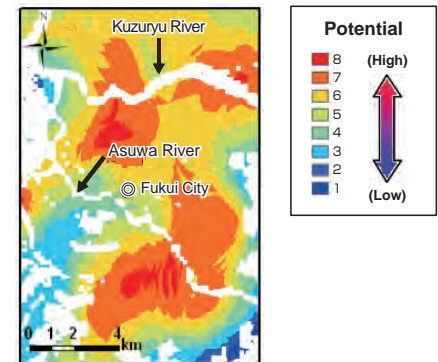 N
Kuzuryu River
Asuwa River
Fukui City
0 1 2 4
km
Potential
8 (High)
7
6
5
4
3
2
1 (Low)